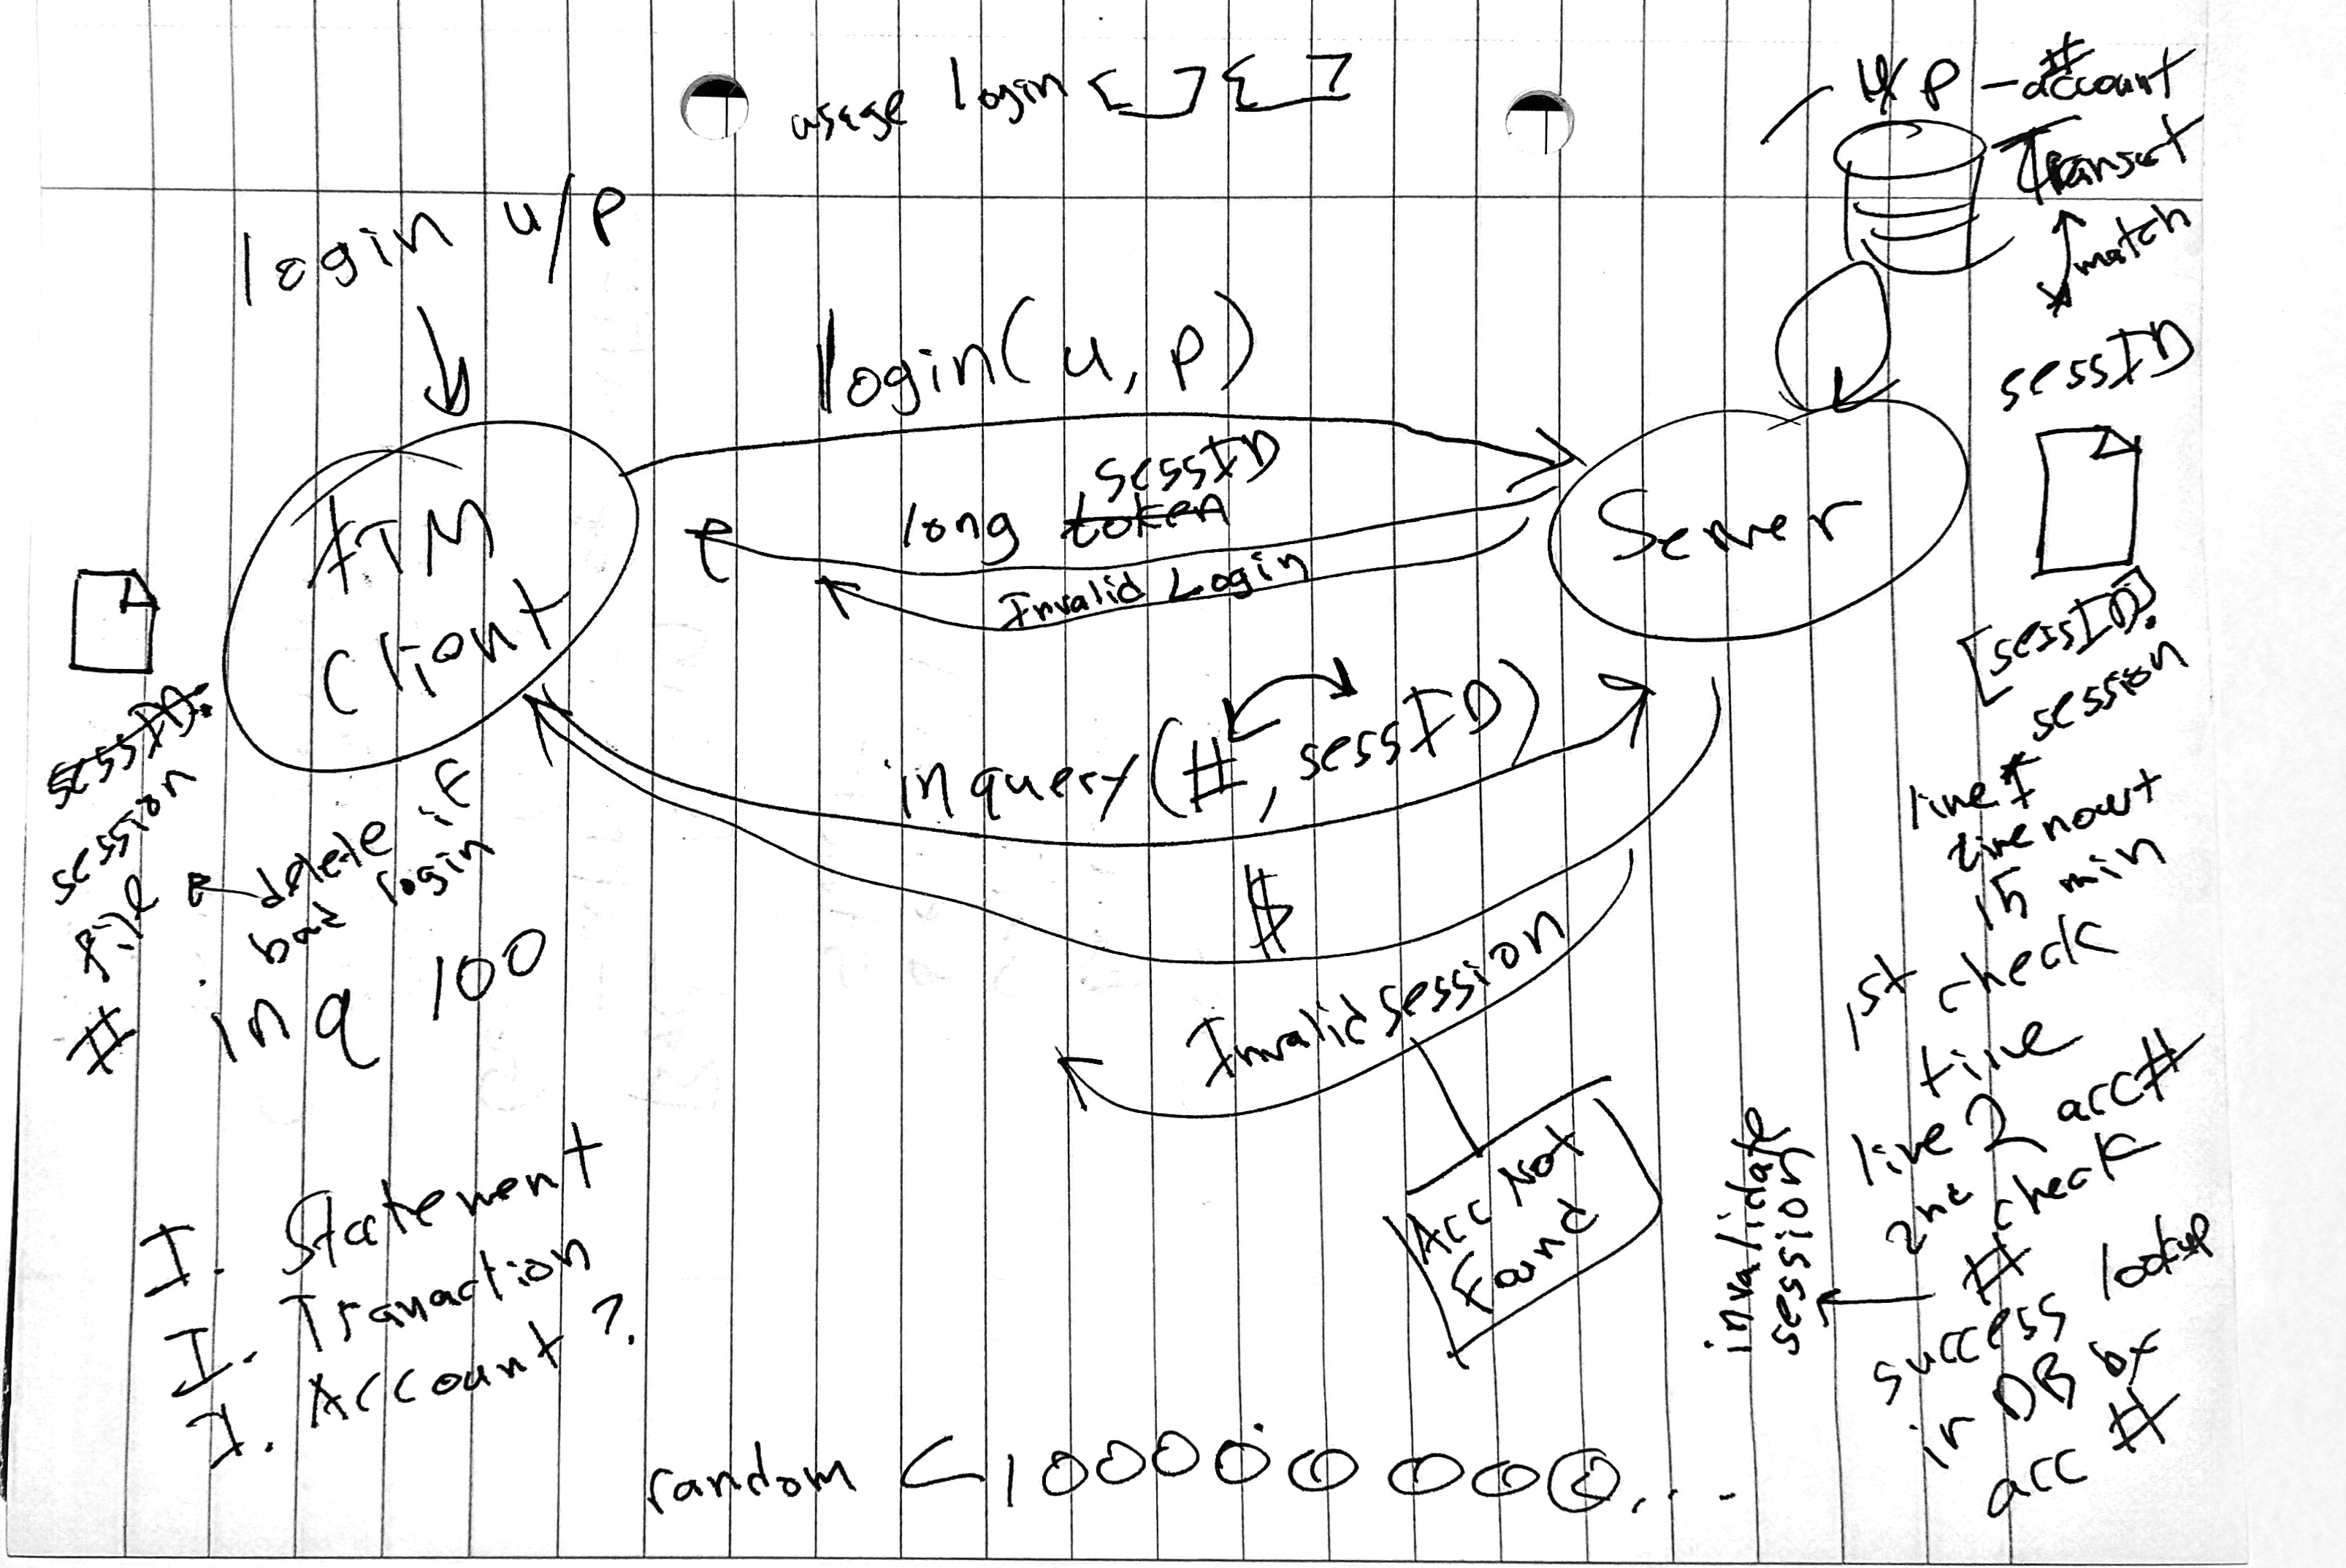 usage login [ ] [ ]
u/p - account #
Transact
match
sessID
login u/p
login(u, p)
sessID
long token
Invalid Login
ATM
Client
Server
[sessID].
session
line 1
time now +
15 min
1st check
time
line 2 acc#
2nd check
#
success lookup
in DB by
acc #
invalidate
session
inquery(#, sessID)
$
Invalid session
Acc Not
Found
sessID.
session
file
delete if
bad login
# inq 100
I. Statement
I. Tranaction
I. Account ?
random < 1000000000...